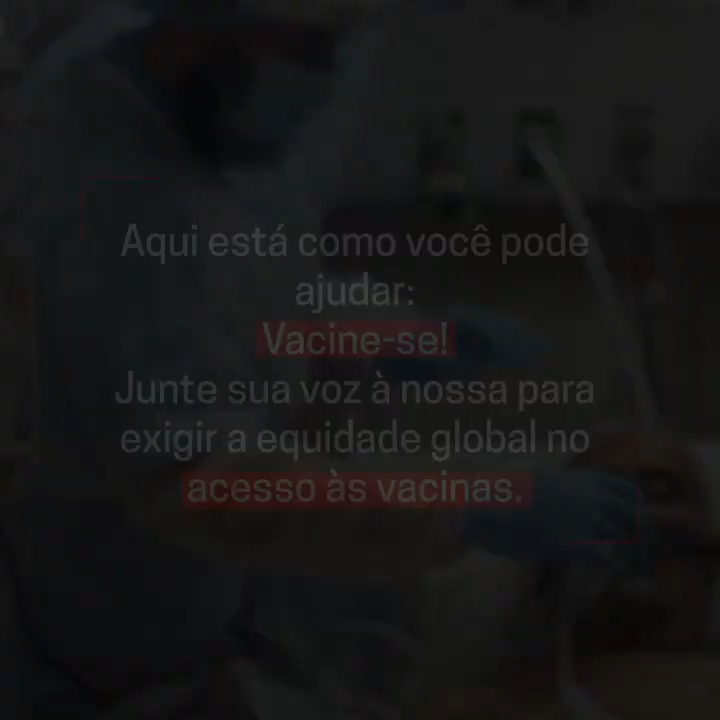 Aqui está como você pode
ajudar:
Vacine-se!
Junte sua voz à nossa para
exigir a equidade global no
acesso às vacinas.